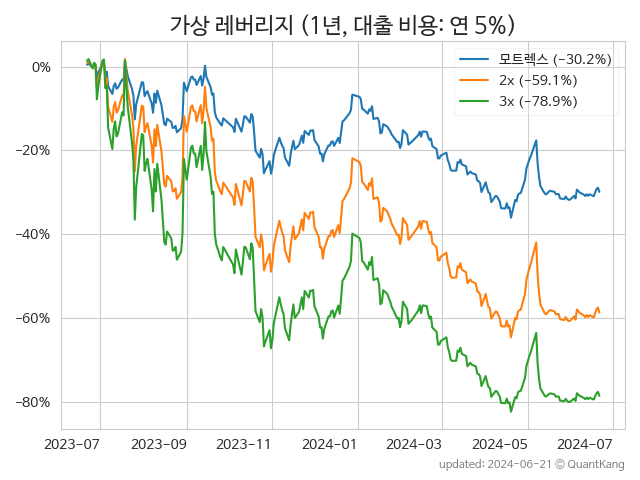 가상 레버리지 (1년, 대출 비용: 연 5%)
모트렉스 (−30.2%)
2x (−59.1%)
3x (−78.9%)
0%
−20%
−40%
−60%
−80%
2023-07 2023-09 2023-11 2024-01 2024-03 2024-05 2024-07
updated: 2024-06-21 © QuantKang